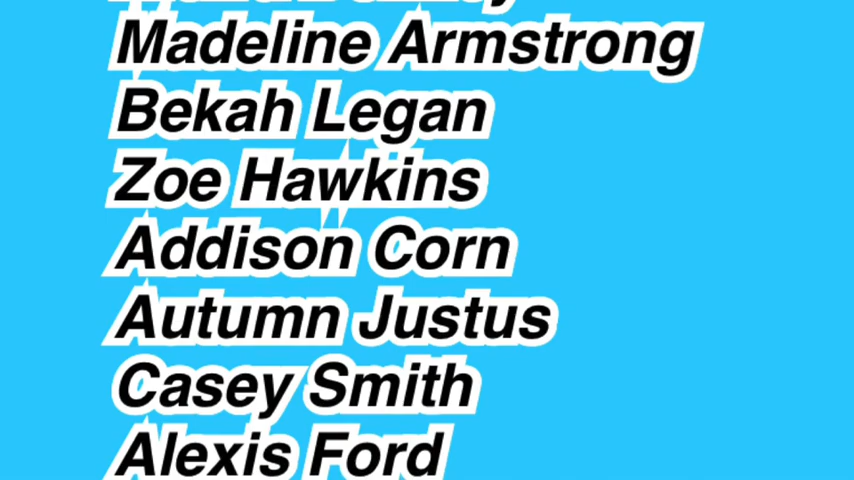 Madeline Armstrong
Bekah Legan
Zoe Hawkins
Addison Corn
Autumn Justus
Casey Smith
Alexis Ford